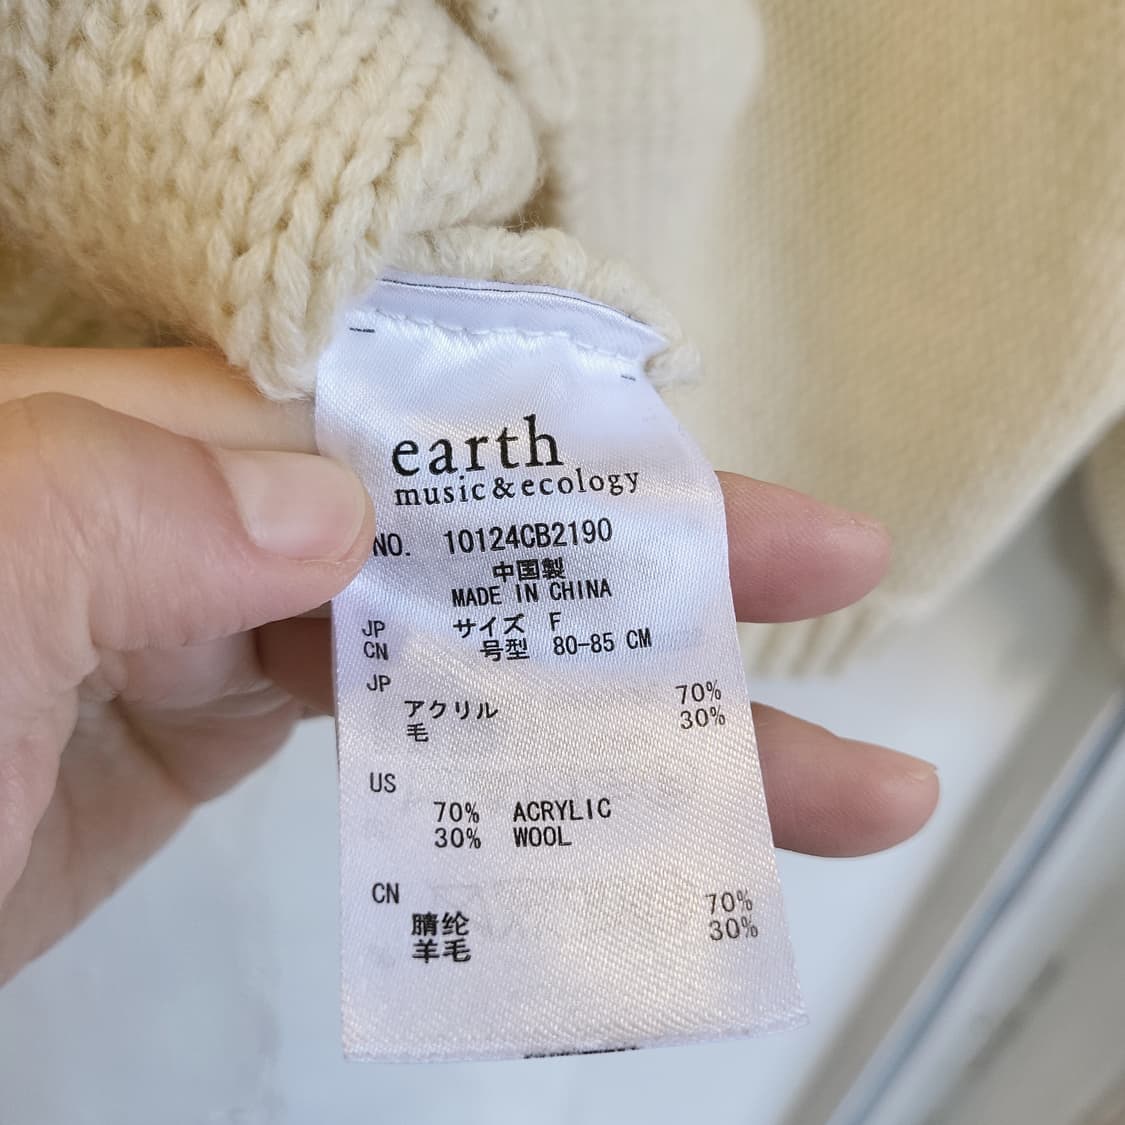 earth
music&ecology
NO. 10124CB2190
中国製
MADE IN CHINA
JP サイズ F
CN 号型 80-85 CM
JP
アクリル 70%
毛 30%
US
70% ACRYLIC
30% WOOL
CN
腈纶 70%
羊毛 30%